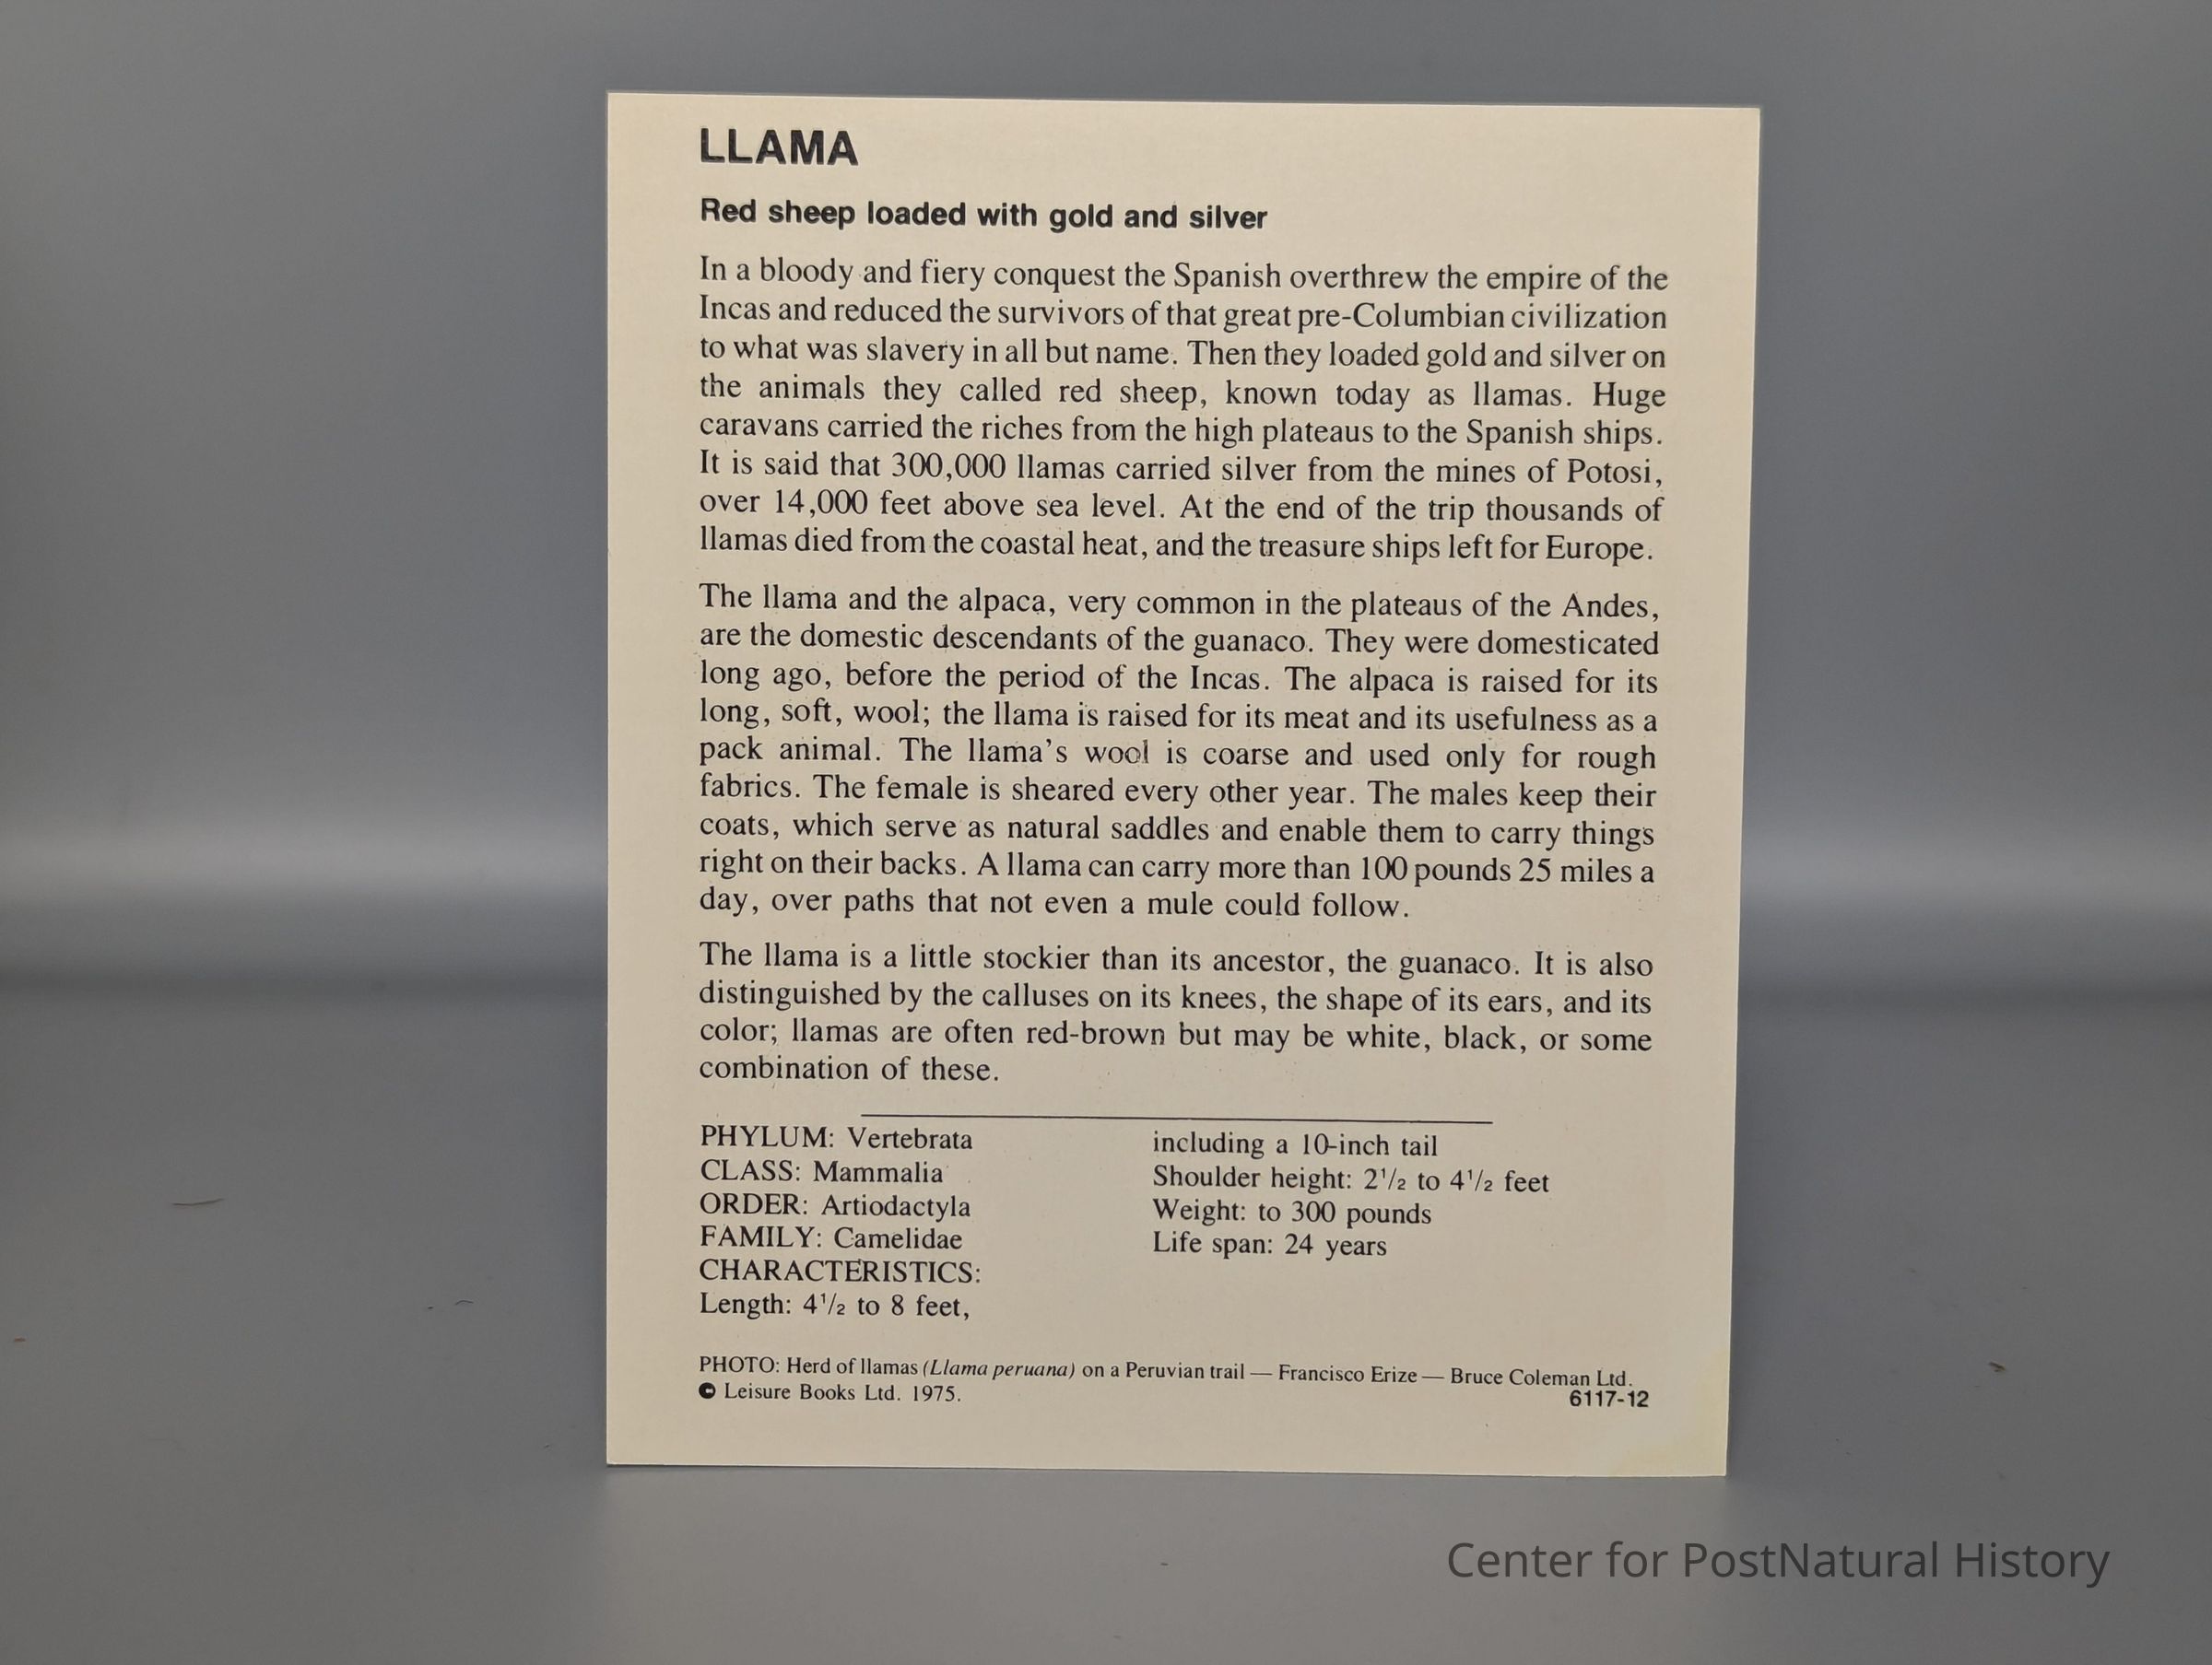 LLAMA
Red sheep loaded with gold and silver
In a bloody and fiery conquest the Spanish overthrew the empire of the
Incas and reduced the survivors of that great pre-Columbian civilization
to what was slavery in all but name. Then they loaded gold and silver on
the animals they called red sheep, known today as llamas. Huge
caravans carried the riches from the high plateaus to the Spanish ships.
It is said that 300,000 llamas carried silver from the mines of Potosi,
over 14,000 feet above sea level. At the end of the trip thousands of
llamas died from the coastal heat, and the treasure ships left for Europe.
The llama and the alpaca, very common in the plateaus of the Andes,
are the domestic descendants of the guanaco. They were domesticated
long ago, before the period of the Incas. The alpaca is raised for its
long, soft, wool; the llama is raised for its meat and its usefulness as a
pack animal. The llama's wool is coarse and used only for rough
fabrics. The female is sheared every other year. The males keep their
coats, which serve as natural saddles and enable them to carry things
right on their backs. A llama can carry more than 100 pounds 25 miles a
day, over paths that not even a mule could follow.
The llama is a little stockier than its ancestor, the guanaco. It is also
distinguished by the calluses on its knees, the shape of its ears, and its
color; llamas are often red-brown but may be white, black, or some
combination of these.
PHYLUM: Vertebrata
CLASS: Mammalia
ORDER: Artiodactyla
FAMILY: Camelidae
CHARACTERISTICS:
Length: 4½ to 8 feet,
including a 10-inch tail
Shoulder height: 2½ to 4½ feet
Weight: to 300 pounds
Life span: 24 years
PHOTO: Herd of llamas (Llama peruana) on a Peruvian trail — Francisco Erize — Bruce Coleman Ltd.
© Leisure Books Ltd. 1975.
6117-12
Center for PostNatural History